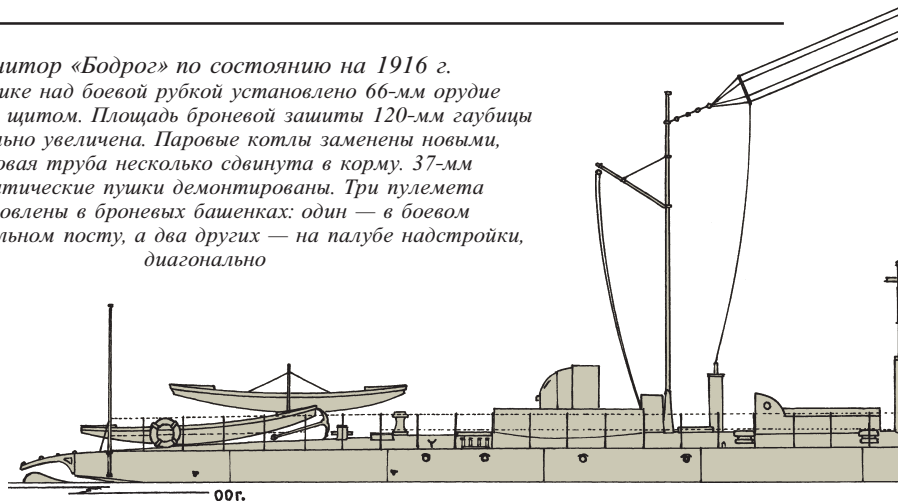 нитор «Бодрог» по состоянию на 1916 г.
ике над боевой рубкой установлено 66-мм орудие
щитом. Площадь броневой зашиты 120-мм гаубицы
льно увеличена. Паровые котлы заменены новыми,
овая труба несколько сдвинута в корму. 37-мм
атические пушки демонтированы. Три пулемета
овлены в броневых башенках: один — в боевом
льном посту, а два других — на палубе надстройки,
диагонально
00г.